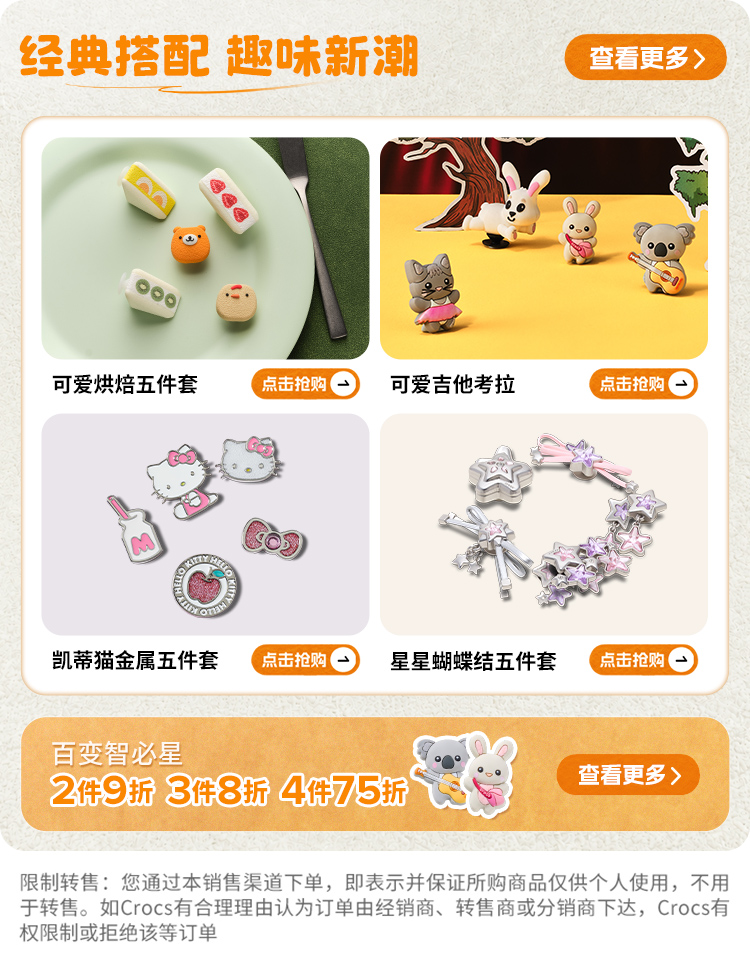 经典搭配 趣味新潮
查看更多
可爱烘焙五件套
点击抢购
可爱吉他考拉
点击抢购
M
HELLO KITTY HELLO KITTY
凯蒂猫金属五件套
点击抢购
星星蝴蝶结五件套
点击抢购
百变智必星
2件9折 3件8折 4件75折
查看更多
限制转售：您通过本销售渠道下单，即表示并保证所购商品仅供个人使用，不用
于转售。如Crocs有合理理由认为订单由经销商、转售商或分销商下达，Crocs有
权限制或拒绝该等订单